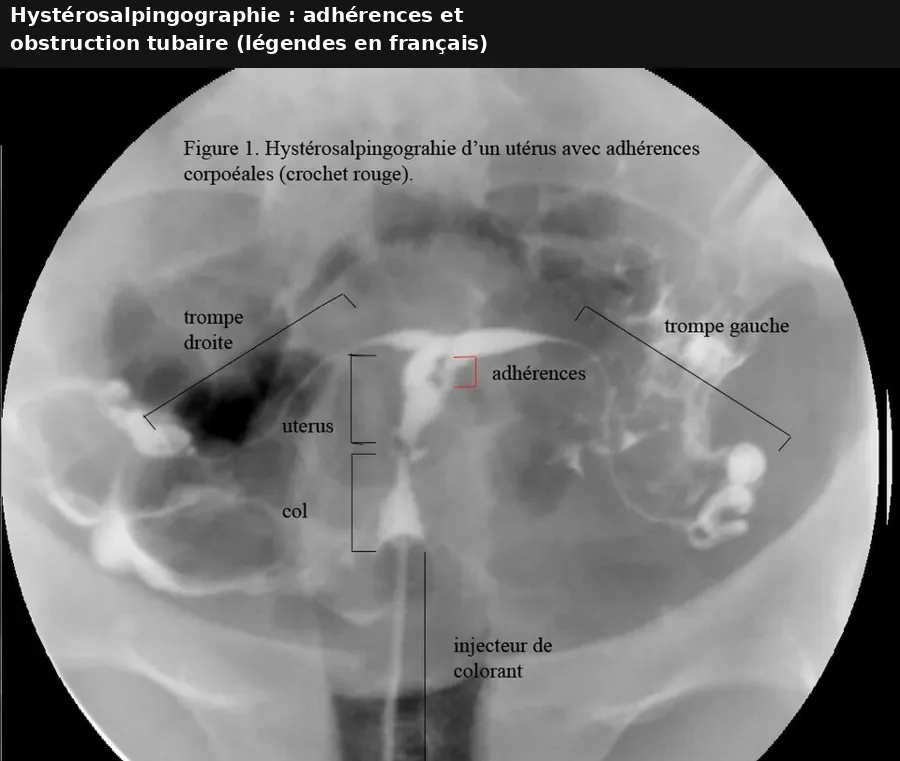 Hystérosalpingographie : adhérences et
obstruction tubaire (légendes en français)
Figure 1. Hystérosalpingograhie d’un utérus avec adhérences
corpoéales (crochet rouge).
trompe
droite
trompe gauche
adhérences
uterus
col
injecteur de
colorant